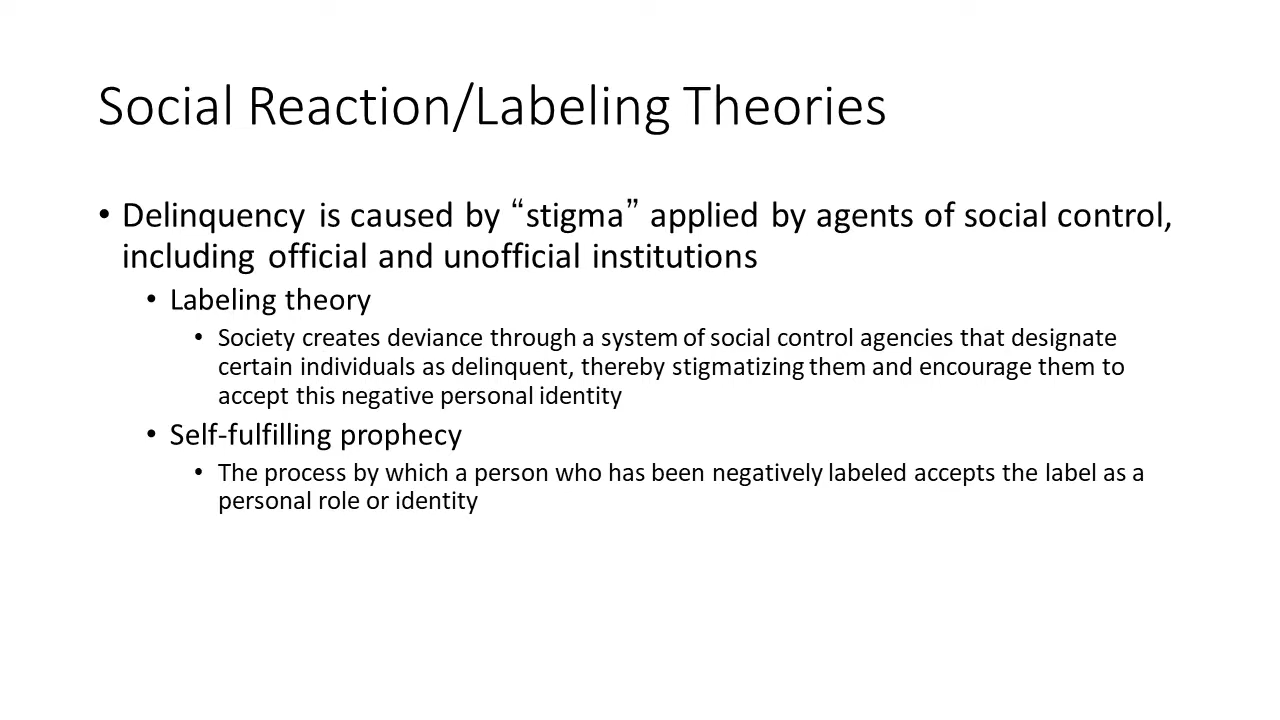 Social Reaction/Labeling Theories
• Delinquency is caused by “stigma” applied by agents of social control,
including official and unofficial institutions
• Labeling theory
• Society creates deviance through a system of social control agencies that designate
certain individuals as delinquent, thereby stigmatizing them and encourage them to
accept this negative personal identity
• Self-fulfilling prophecy
• The process by which a person who has been negatively labeled accepts the label as a
personal role or identity